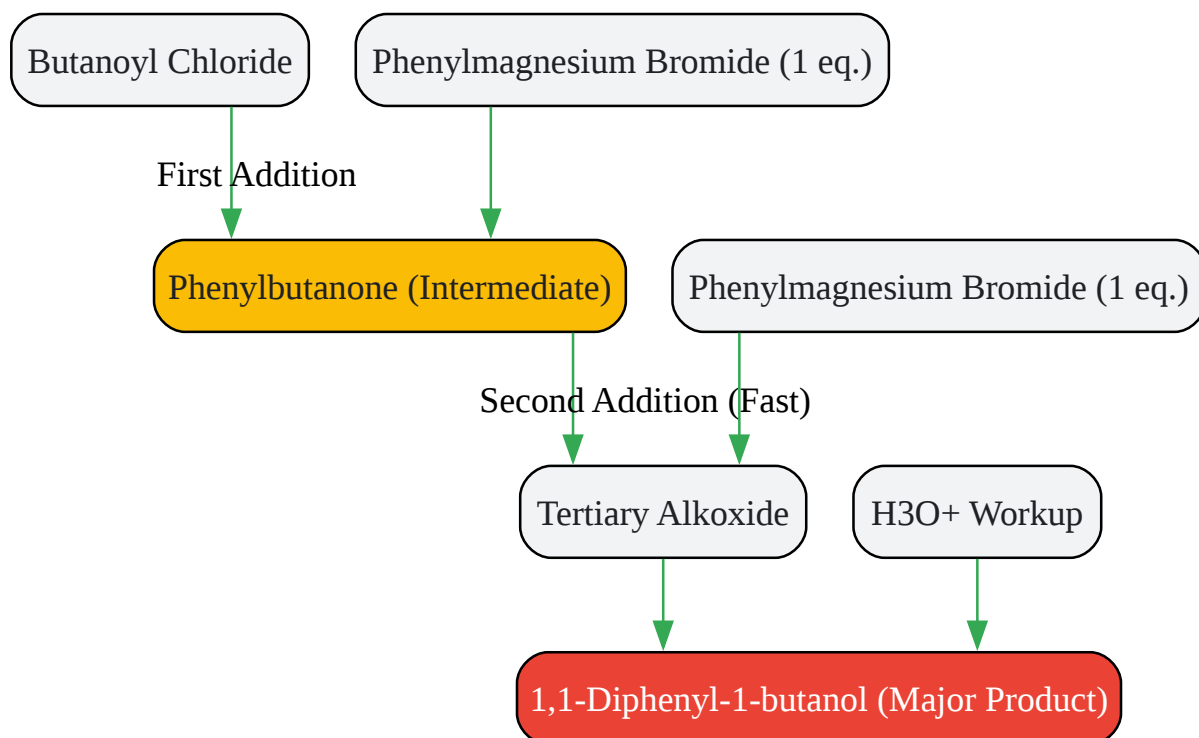 Butanoyl Chloride
Phenylmagnesium Bromide (1 eq.)
First Addition
Phenylbutanone (Intermediate)
Phenylmagnesium Bromide (1 eq.)
Second Addition (Fast)
Tertiary Alkoxide
H3O+ Workup
1,1-Diphenyl-1-butanol (Major Product)